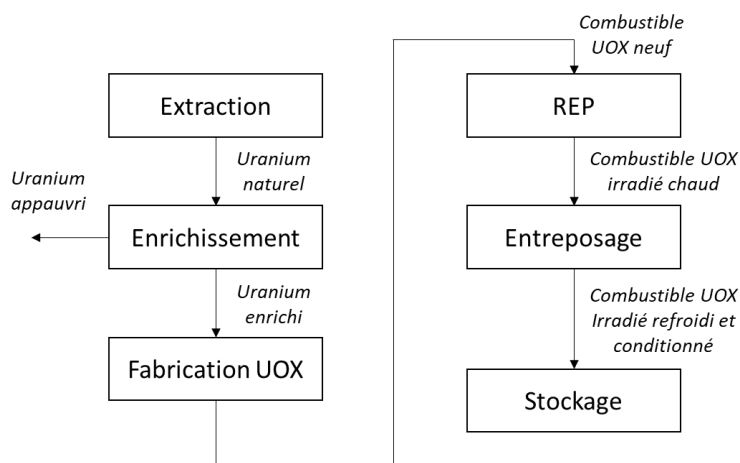 Extraction
Uranium
naturel
Uranium
appauvri
Enrichissement
Uranium
enrichi
Fabrication UOX
Combustible
UOX neuf
REP
Combustible UOX
irradié chaud
Entreposage
Combustible UOX
Irradié refroidi et
conditionné
Stockage